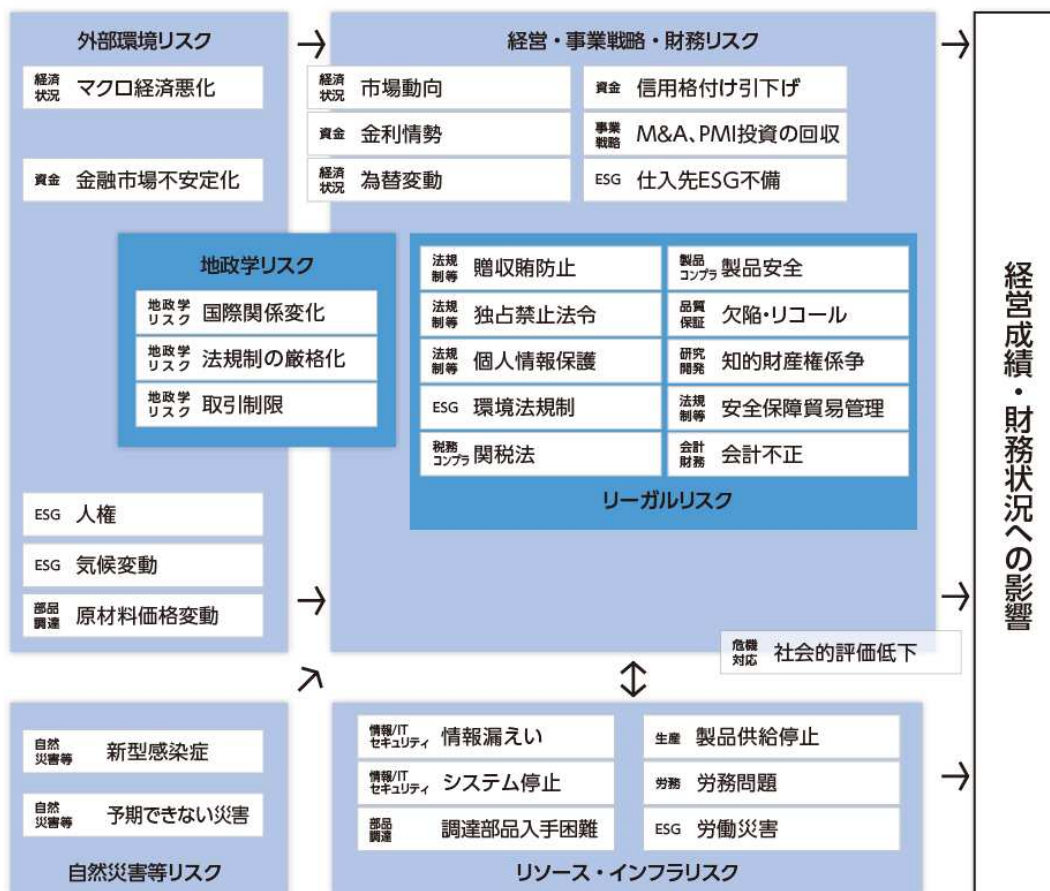 外部環境リスク
経済
状況
マクロ経済悪化
資金
金融市場不安定化
経営・事業戦略・財務リスク
経済
状況
市場動向
資金
金利情勢
経済
状況
為替変動
資金
信用格付け引下げ
事業
戦略
M&A、PMI投資の回収
ESG
仕入先ESG不備
地政学リスク
地政学
リスク
国際関係変化
地政学
リスク
法規制の厳格化
地政学
リスク
取引制限
法規
制等
贈収賄防止
法規
制等
独占禁止法令
法規
制等
個人情報保護
ESG
環境法規制
税務
コンプラ
関税法
製品
コンプラ
製品安全
品質
保証
欠陥・リコール
研究
開発
知的財産権係争
法規
制等
安全保障貿易管理
会計
財務
会計不正
リーガルリスク
ESG
人権
ESG
気候変動
部品
調達
原材料価格変動
危機
対応
社会的評価低下
自然
災害等
新型感染症
自然
災害等
予期できない災害
自然災害等リスク
情報/IT
セキュリティ
情報漏えい
情報/IT
セキュリティ
システム停止
部品
調達
調達部品入手困難
生産
製品供給停止
労務
労務問題
ESG
労働災害
リソース・インフラリスク
経営成績・財務状況への影響